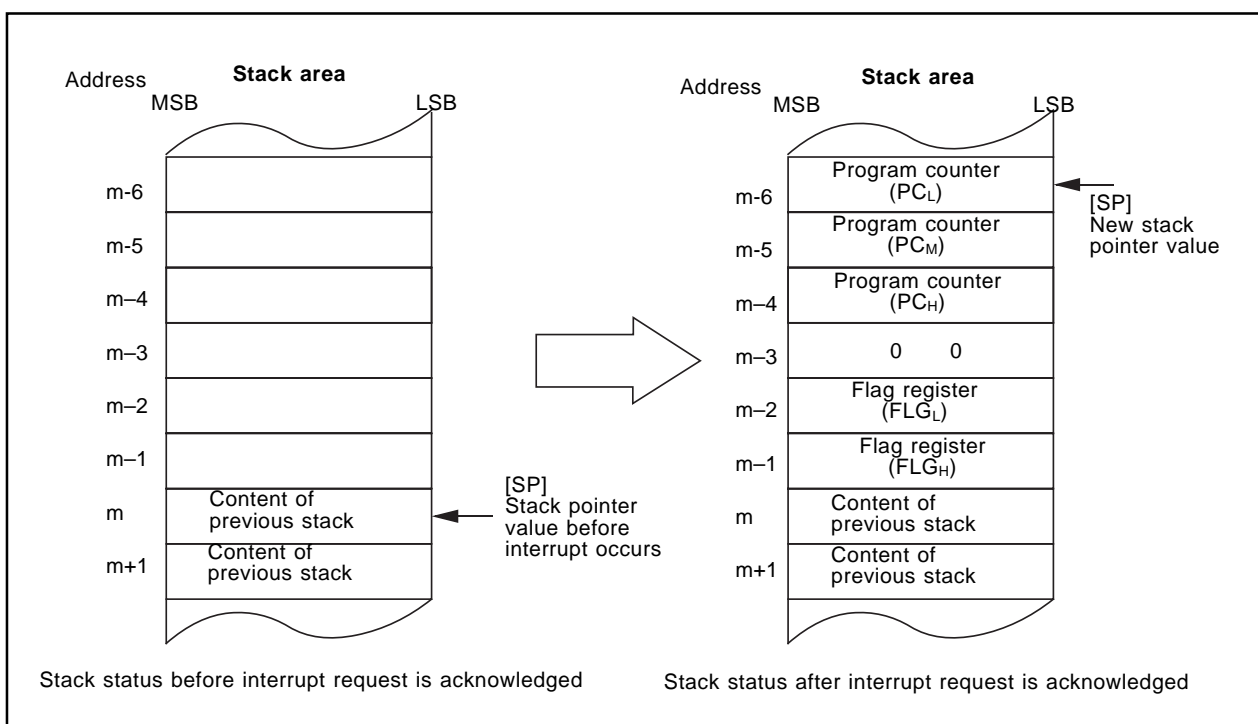 Address
Stack area
MSB
LSB
m-6
m-5
m–4
m–3
m–2
m–1
m
Content of
previous stack
m+1
Content of
previous stack
[SP]
Stack pointer
value before
interrupt occurs
Stack status before interrupt request is acknowledged
Address
Stack area
MSB
LSB
m-6
Program counter
(PCL)
[SP]
New stack
pointer value
m-5
Program counter
(PCM)
m–4
Program counter
(PCH)
m–3
0 0
m–2
Flag register
(FLGL)
m–1
Flag register
(FLGH)
m
Content of
previous stack
m+1
Content of
previous stack
Stack status after interrupt request is acknowledged